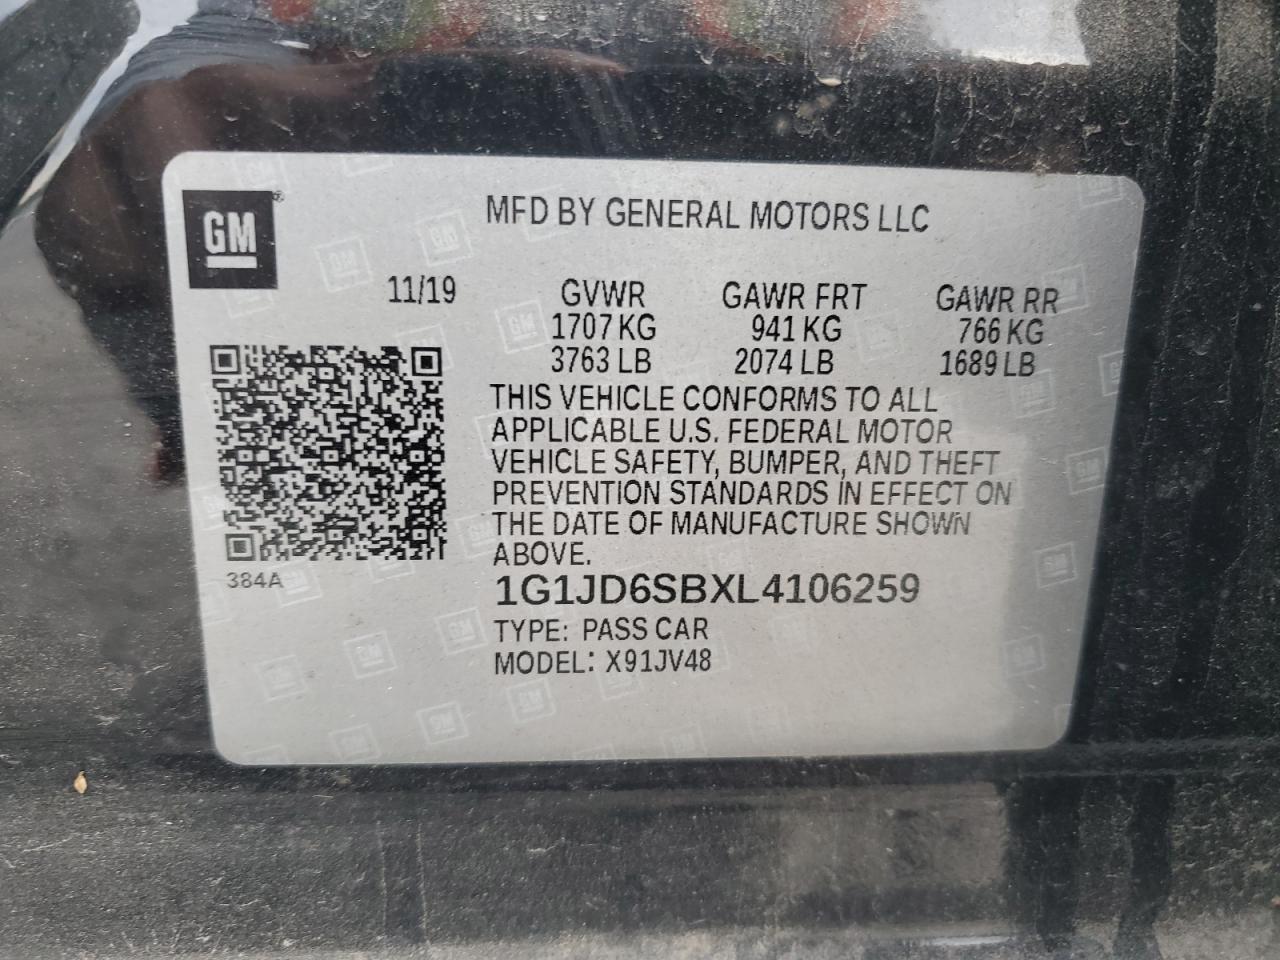 GM
MFD BY GENERAL MOTORS LLC
11/19 GVWR GAWR FRT GAWR RR
1707 KG 941 KG 766 KG
3763 LB 2074 LB 1689 LB
THIS VEHICLE CONFORMS TO ALL
APPLICABLE U.S. FEDERAL MOTOR
VEHICLE SAFETY, BUMPER, AND THEFT
PREVENTION STANDARDS IN EFFECT ON
THE DATE OF MANUFACTURE SHOWN
ABOVE.
384A
1G1JD6SBXL4106259
TYPE: PASS CAR
MODEL: X91JV48